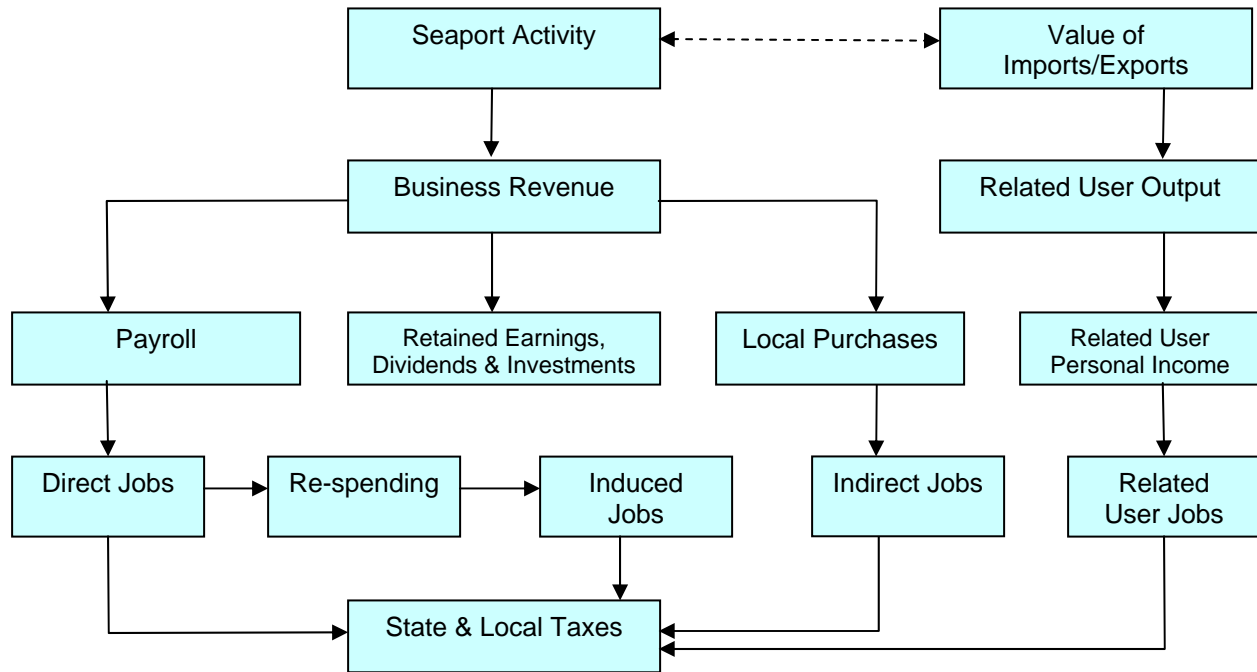 Seaport Activity
Value of
Imports/Exports
Business Revenue
Related User Output
Payroll
Retained Earnings,
Dividends & Investments
Local Purchases
Related User
Personal Income
Direct Jobs
Re-spending
Induced
Jobs
Indirect Jobs
Related
User Jobs
State & Local Taxes